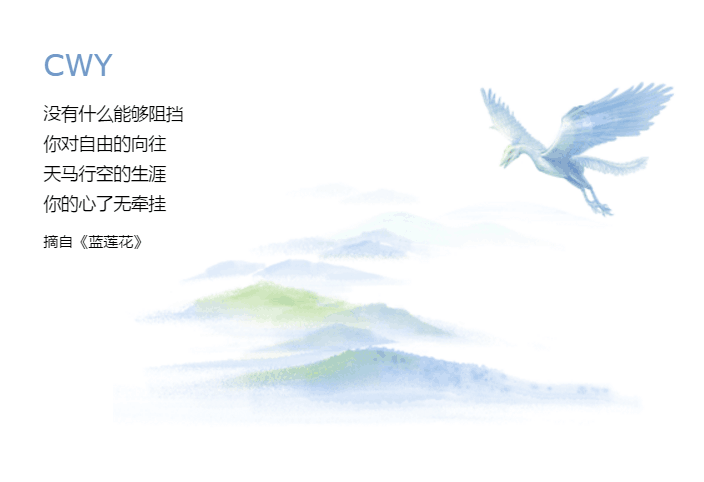 CWY
没有什么能够阻挡
你对自由的向往
天马行空的生涯
你的心了无牵挂
摘自《蓝莲花》